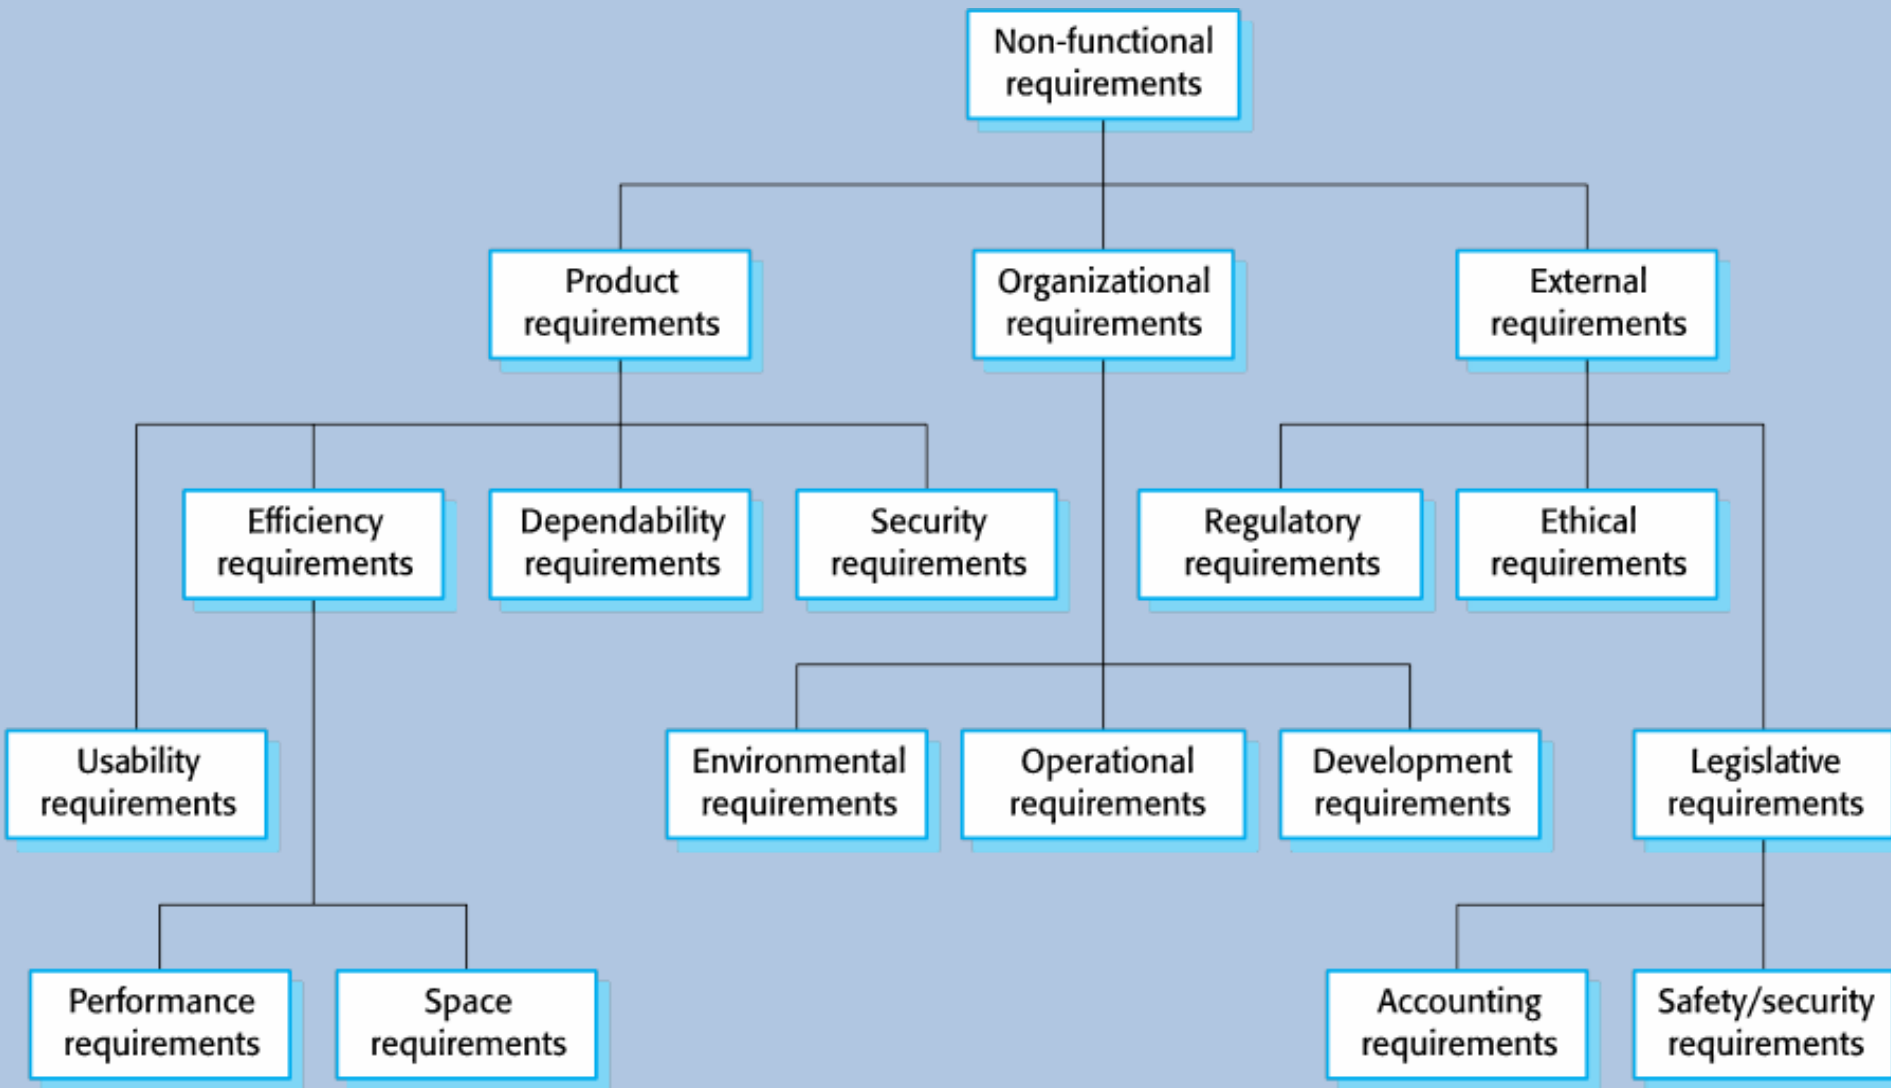 Non-functional
requirements
Product
requirements
Organizational
requirements
External
requirements
Efficiency
requirements
Dependability
requirements
Security
requirements
Regulatory
requirements
Ethical
requirements
Usability
requirements
Environmental
requirements
Operational
requirements
Development
requirements
Legislative
requirements
Performance
requirements
Space
requirements
Accounting
requirements
Safety/security
requirements